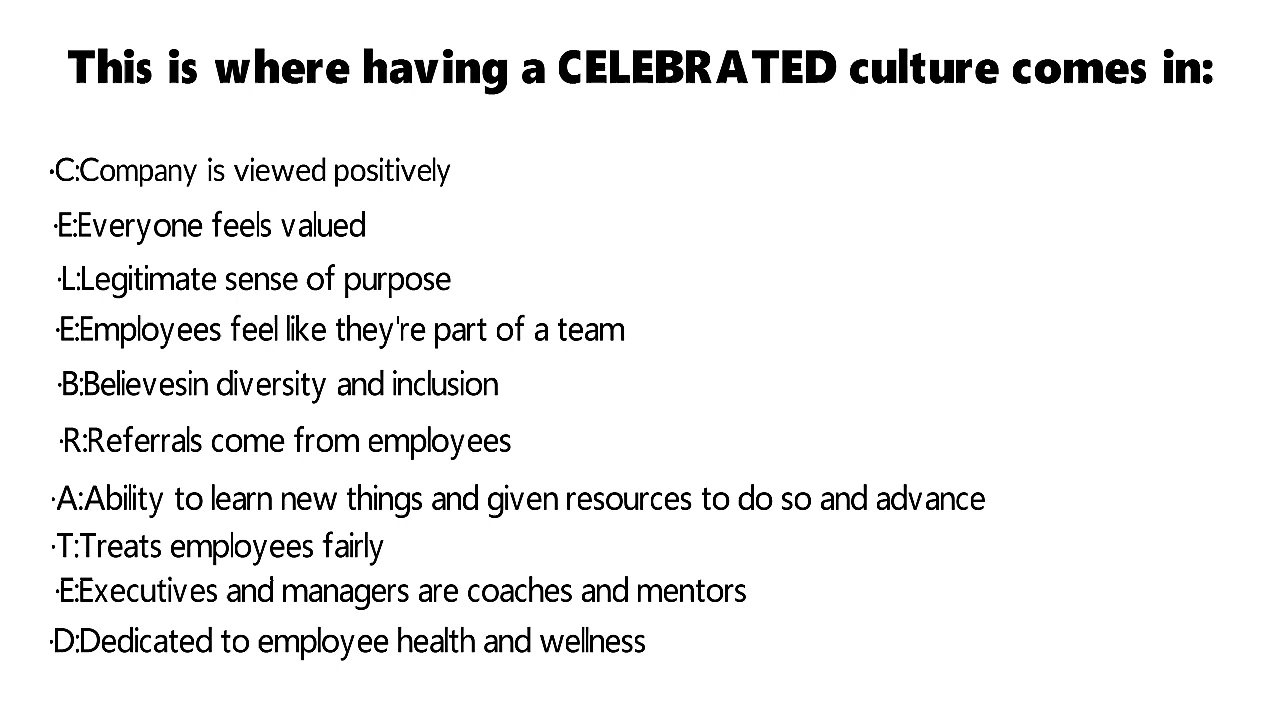 This is where having a CELEBRATED culture comes in:
·C:Company is viewed positively
·E:Everyone feels valued
·L:Legitimate sense of purpose
·E:Employees feel like they're part of a team
·B:Believesin diversity and inclusion
·R:Referrals come from employees
·A:Ability to learn new things and given resources to do so and advance
·T:Treats employees fairly
·E:Executives and managers are coaches and mentors
·D:Dedicated to employee health and wellness